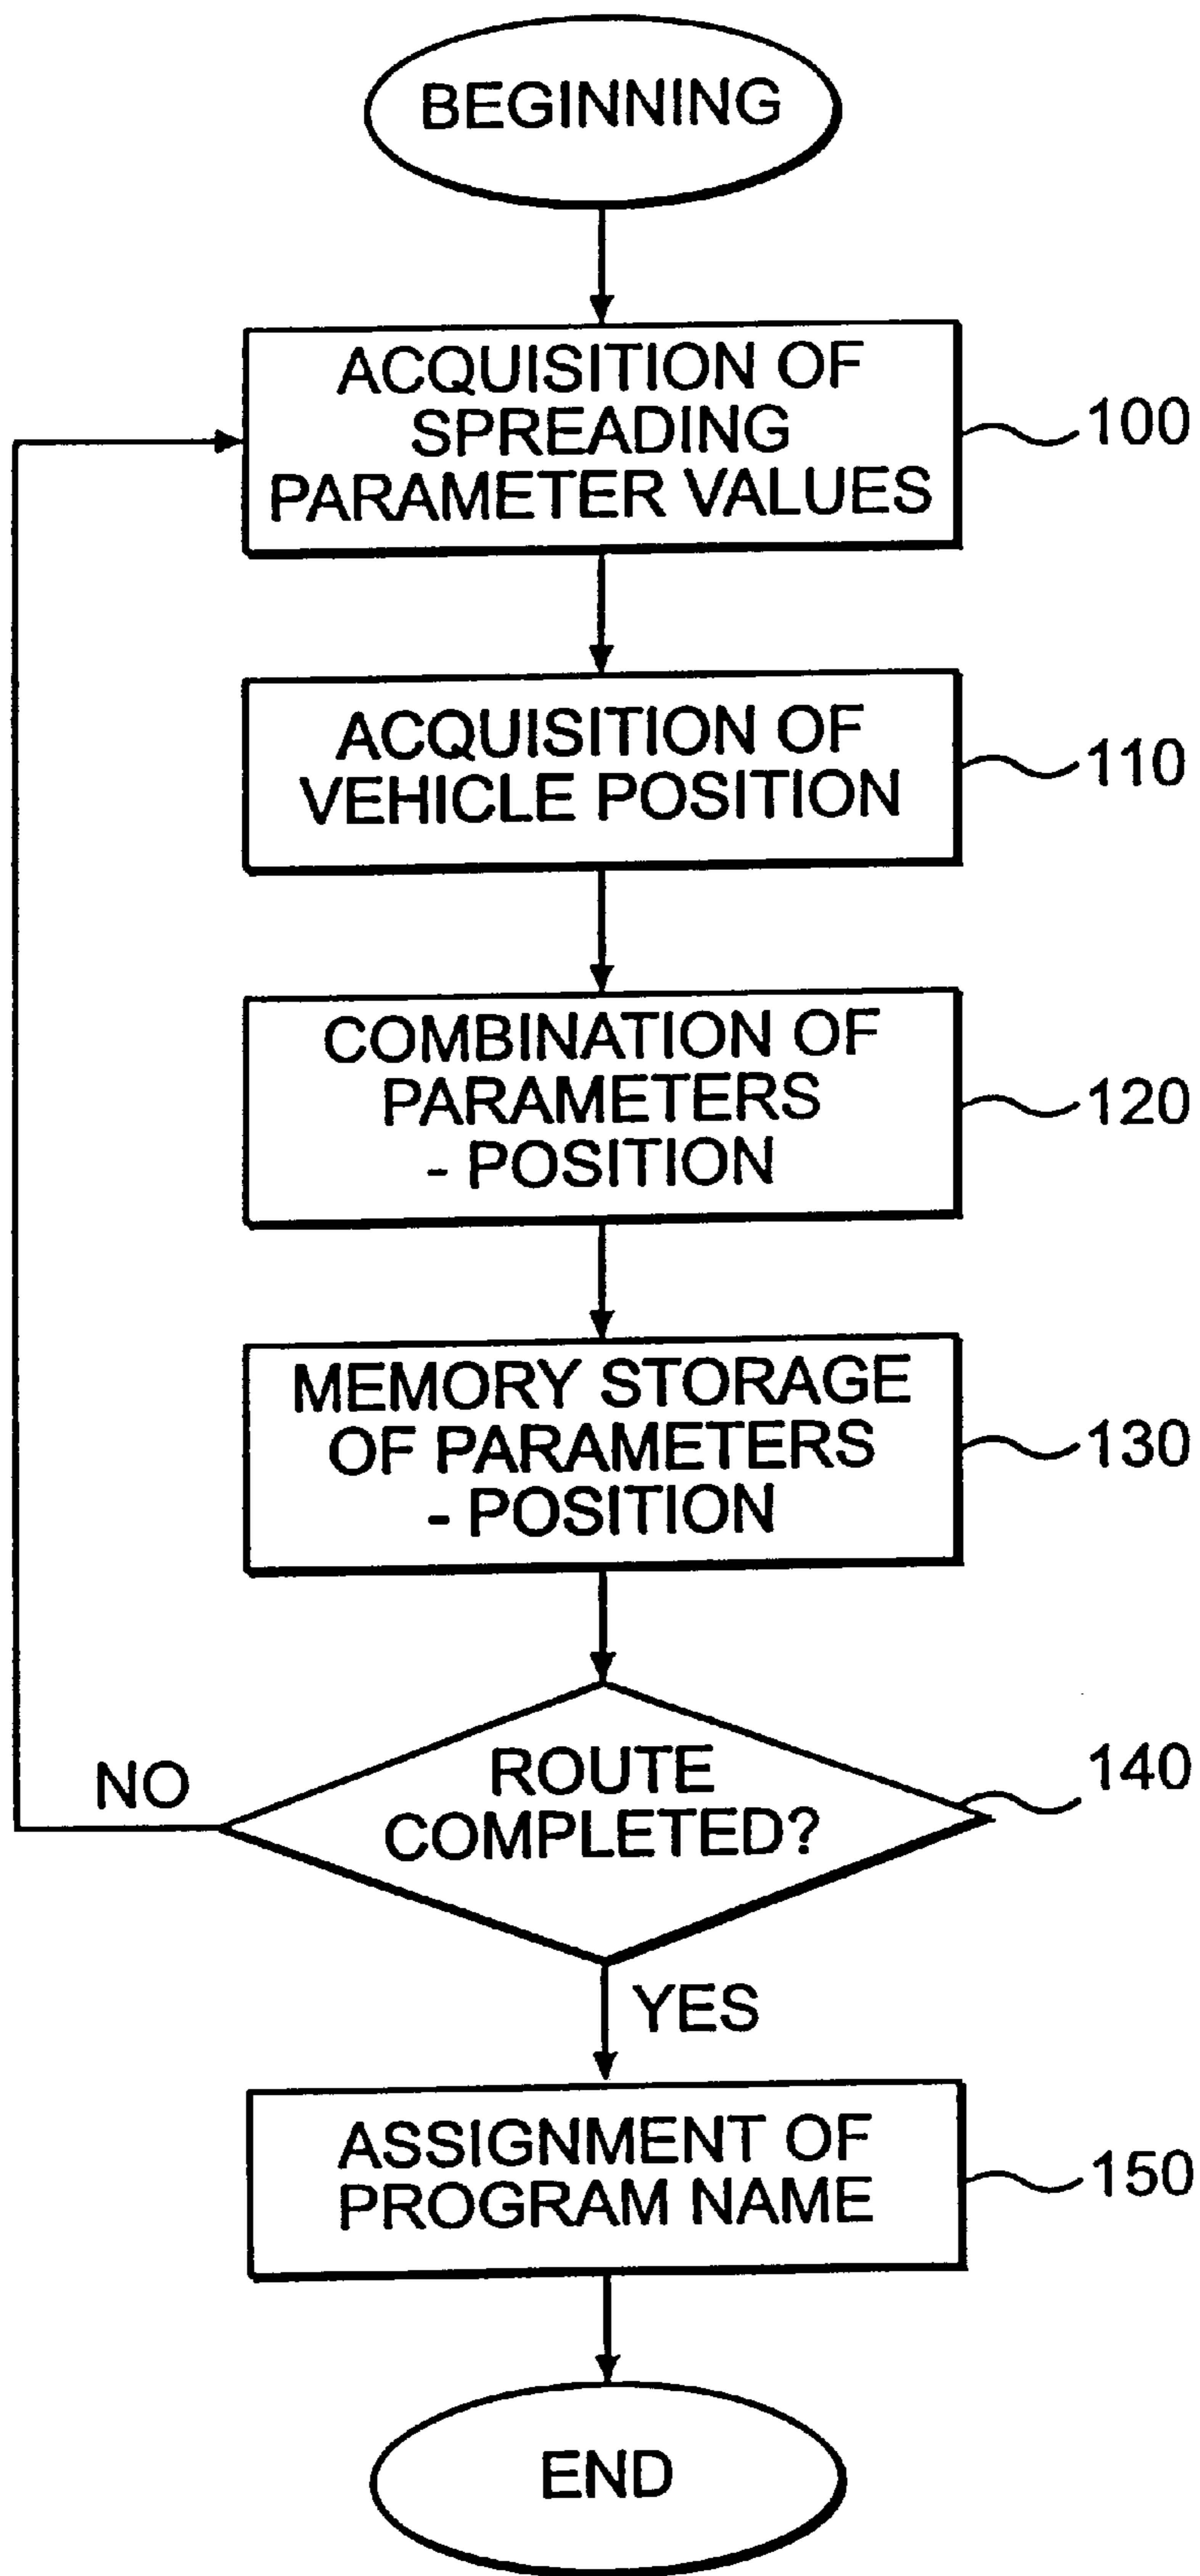 BEGINNING
ACQUISITION OF
SPREADING
PARAMETER VALUES
100
ACQUISITION OF
VEHICLE POSITION
110
COMBINATION OF
PARAMETERS
- POSITION
120
MEMORY STORAGE
OF PARAMETERS
- POSITION
130
ROUTE
COMPLETED?
140
NO
YES
ASSIGNMENT OF
PROGRAM NAME
150
END